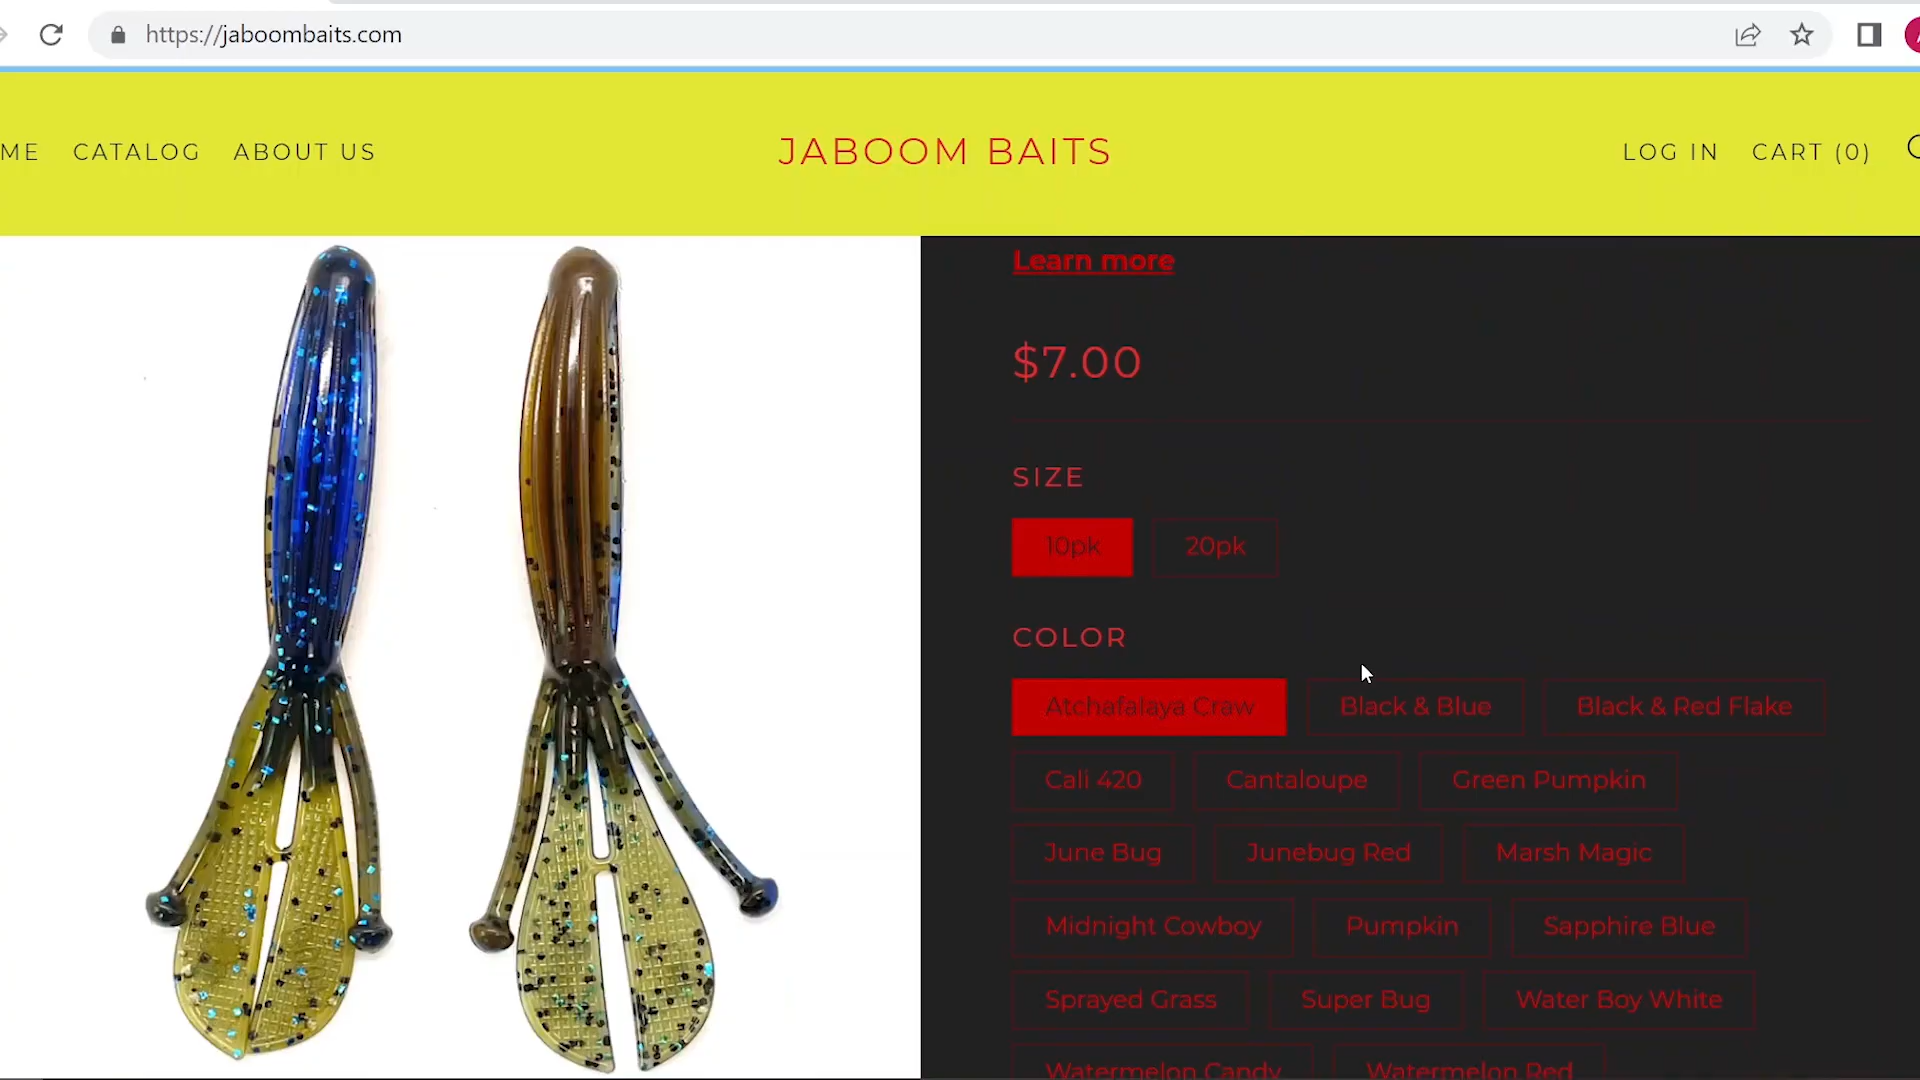 https://jaboombaits.com
ME CATALOG ABOUT US JABOOM BAITS LOG IN CART (0)
Learn more
$7.00
SIZE
10pk 20pk
COLOR
Atchafalaya Craw Black & Blue Black & Red Flake
Cali 420 Cantaloupe Green Pumpkin
June Bug Junebug Red Marsh Magic
Midnight Cowboy Pumpkin Sapphire Blue
Sprayed Grass Super Bug Water Boy White
Watermelon Candy Watermelon Red